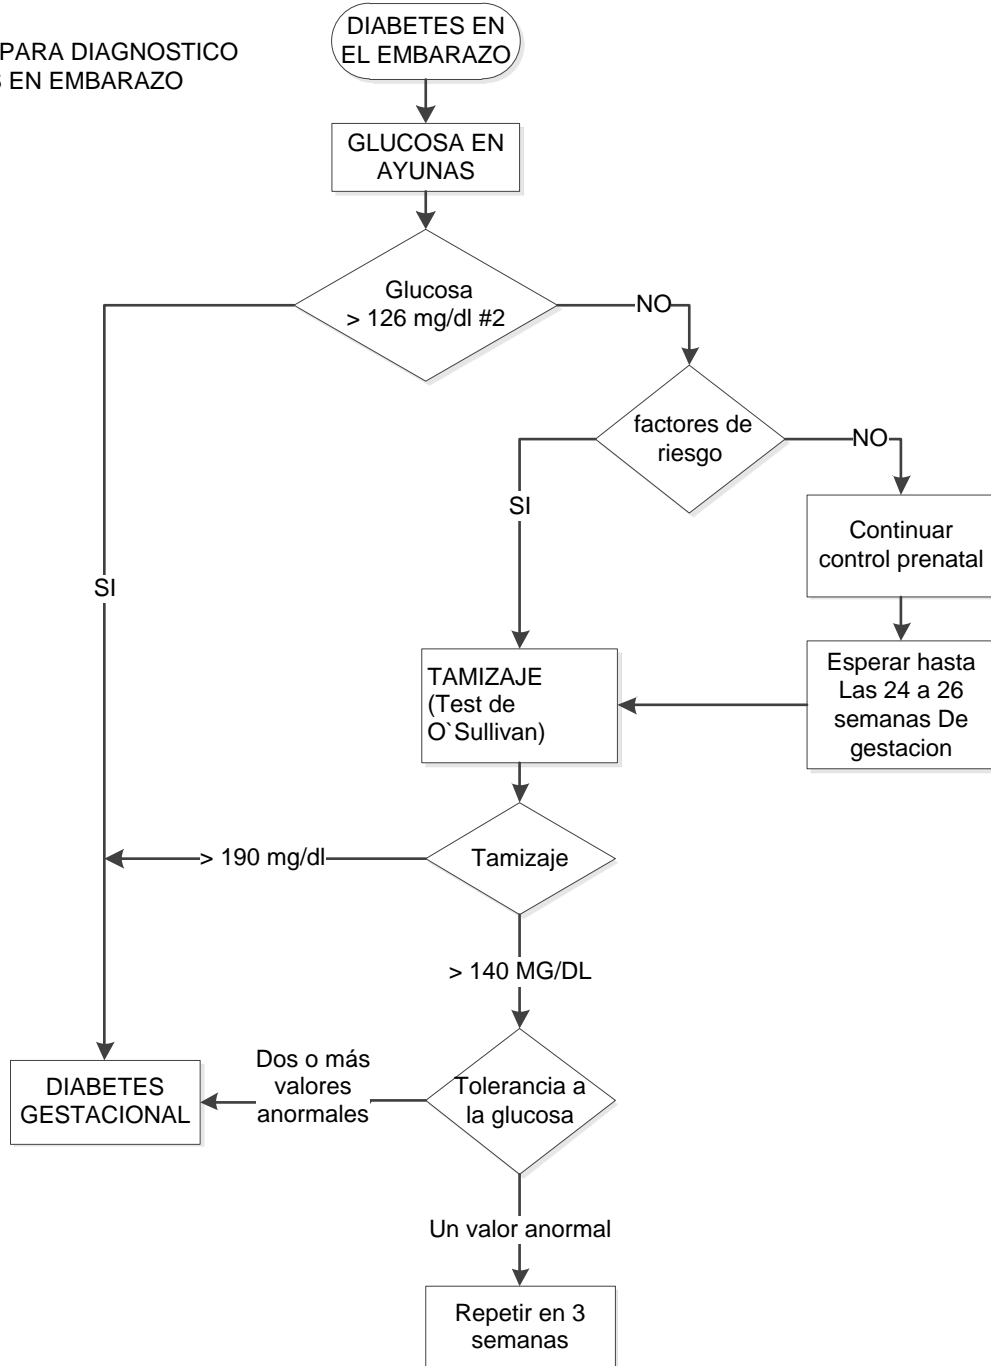 PARA DIAGNOSTICO
EN EMBARAZO
DIABETES EN
EL EMBARAZO
GLUCOSA EN
AYUNAS
Glucosa
> 126 mg/dl #2
NO
factores de
riesgo
NO
SI
Continuar
control prenatal
SI
Esperar hasta
Las 24 a 26
semanas De
gestacion
TAMIZAJE
(Test de
O`Sullivan)
Tamizaje
> 190 mg/dl
> 140 MG/DL
Dos o más
valores
anormales
Tolerancia a
la glucosa
DIABETES
GESTACIONAL
Un valor anormal
Repetir en 3
semanas